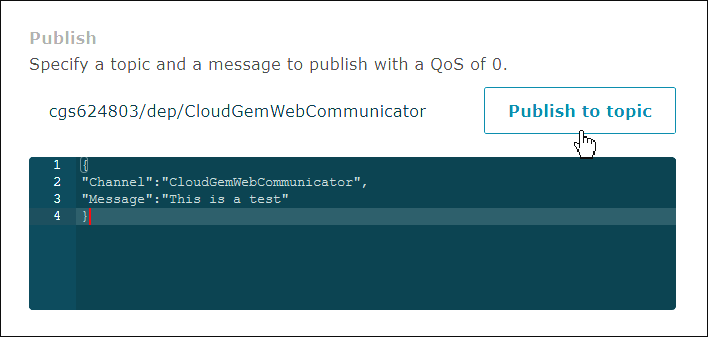 Publish
Specify a topic and a message to publish with a QoS of 0.
cgs624803/dep/CloudGemWebCommunicator
Publish to topic
1 {
2 "Channel":"CloudGemWebCommunicator",
3 "Message":"This is a test"
4 }